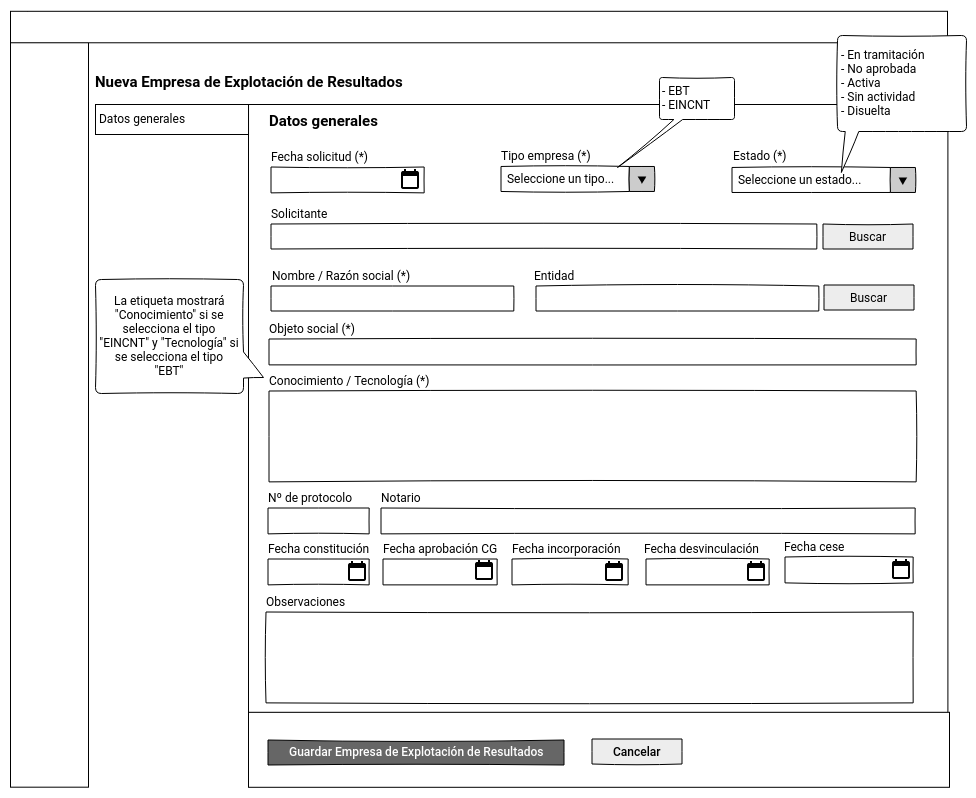 Nueva Empresa de Explotación de Resultados
Datos generales
Datos generales
- EBT
- EINCNT
- En tramitación
- No aprobada
- Activa
- Sin actividad
- Disuelta
Fecha solicitud (*)
Tipo empresa (*)
Seleccione un tipo...
Estado (*)
Seleccione un estado...
Solicitante
Buscar
Nombre / Razón social (*)
Entidad
Buscar
Objeto social (*)
La etiqueta mostrará
"Conocimiento" si se
selecciona el tipo
"EINCNT" y "Tecnología" si
se selecciona el tipo
"EBT"
Conocimiento / Tecnología (*)
Nº de protocolo
Notario
Fecha constitución
Fecha aprobación CG
Fecha incorporación
Fecha desvinculación
Fecha cese
Observaciones
Guardar Empresa de Explotación de Resultados
Cancelar